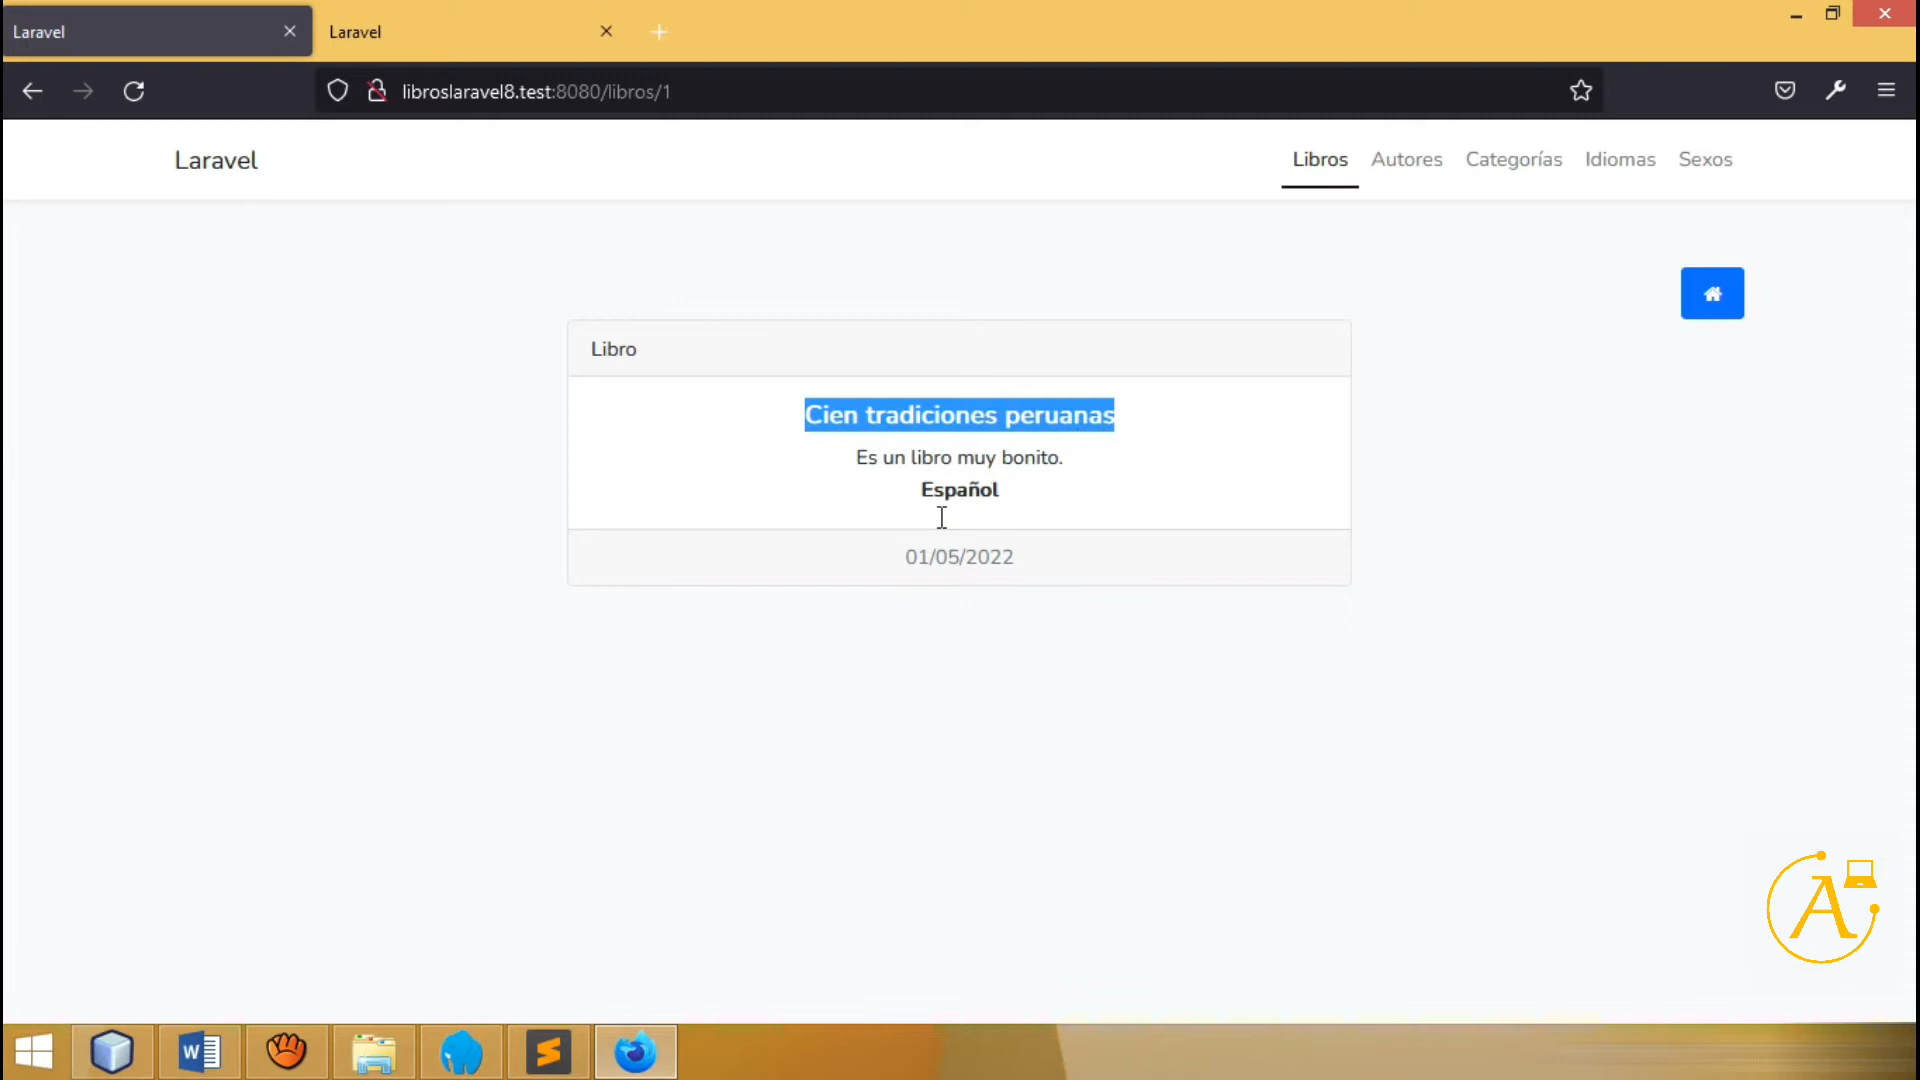 Laravel
Laravel
libroslaravel8.test:8080/libros/1
Laravel
Libros
Autores
Categorías
Idiomas
Sexos
Libro
Cien tradiciones peruanas
Es un libro muy bonito.
Español
01/05/2022
A
W
S